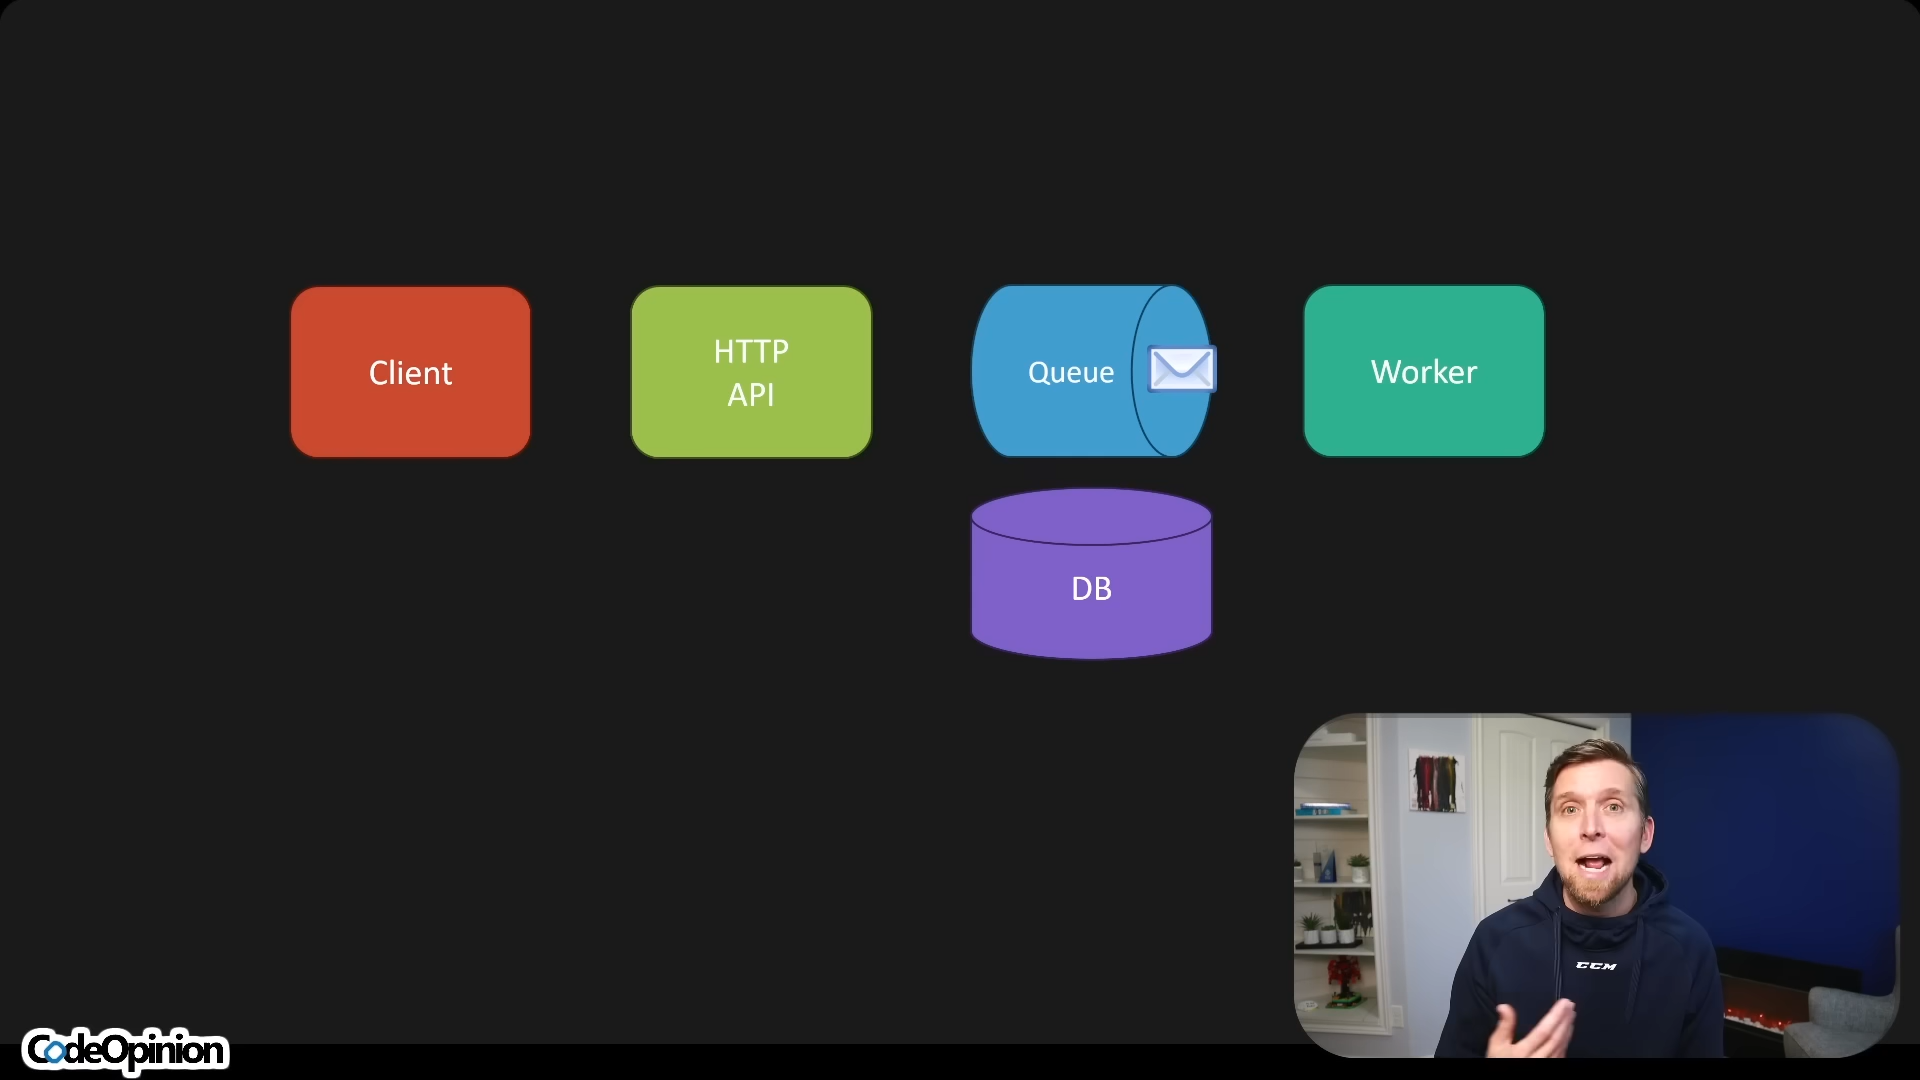 Client
HTTP
API
Queue
Worker
DB
CCM
CodeOpinion